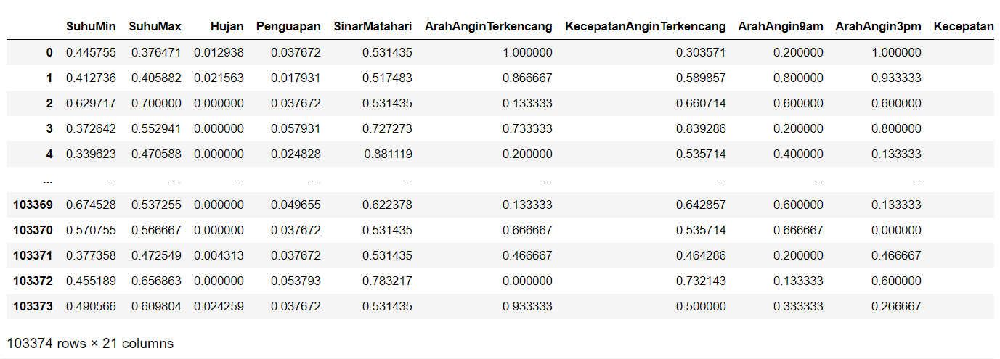 SuhuMin SuhuMax Hujan Penguapan SinarMatahari ArahAnginTerkencang KecepatanAnginTerkencang ArahAngin9am ArahAngin3pm Kecepatan
0 0.445755 0.376471 0.012938 0.037672 0.531435 1.000000 0.303571 0.200000 1.000000
1 0.412736 0.405882 0.021563 0.017931 0.517483 0.866667 0.589857 0.800000 0.933333
2 0.629717 0.700000 0.000000 0.037672 0.531435 0.133333 0.660714 0.600000 0.600000
3 0.372642 0.552941 0.000000 0.057931 0.727273 0.733333 0.839286 0.200000 0.800000
4 0.339623 0.470588 0.000000 0.024828 0.881119 0.200000 0.535714 0.400000 0.133333
... ... ... ... ... ... ... ... ... ...
103369 0.674528 0.537255 0.000000 0.049655 0.622378 0.133333 0.642857 0.600000 0.133333
103370 0.570755 0.566667 0.000000 0.037672 0.531435 0.666667 0.535714 0.666667 0.000000
103371 0.377358 0.472549 0.004313 0.037672 0.531435 0.466667 0.464286 0.200000 0.466667
103372 0.455189 0.656863 0.000000 0.053793 0.783217 0.000000 0.732143 0.133333 0.600000
103373 0.490566 0.609804 0.024259 0.037672 0.531435 0.933333 0.500000 0.333333 0.266667
103374 rows × 21 columns